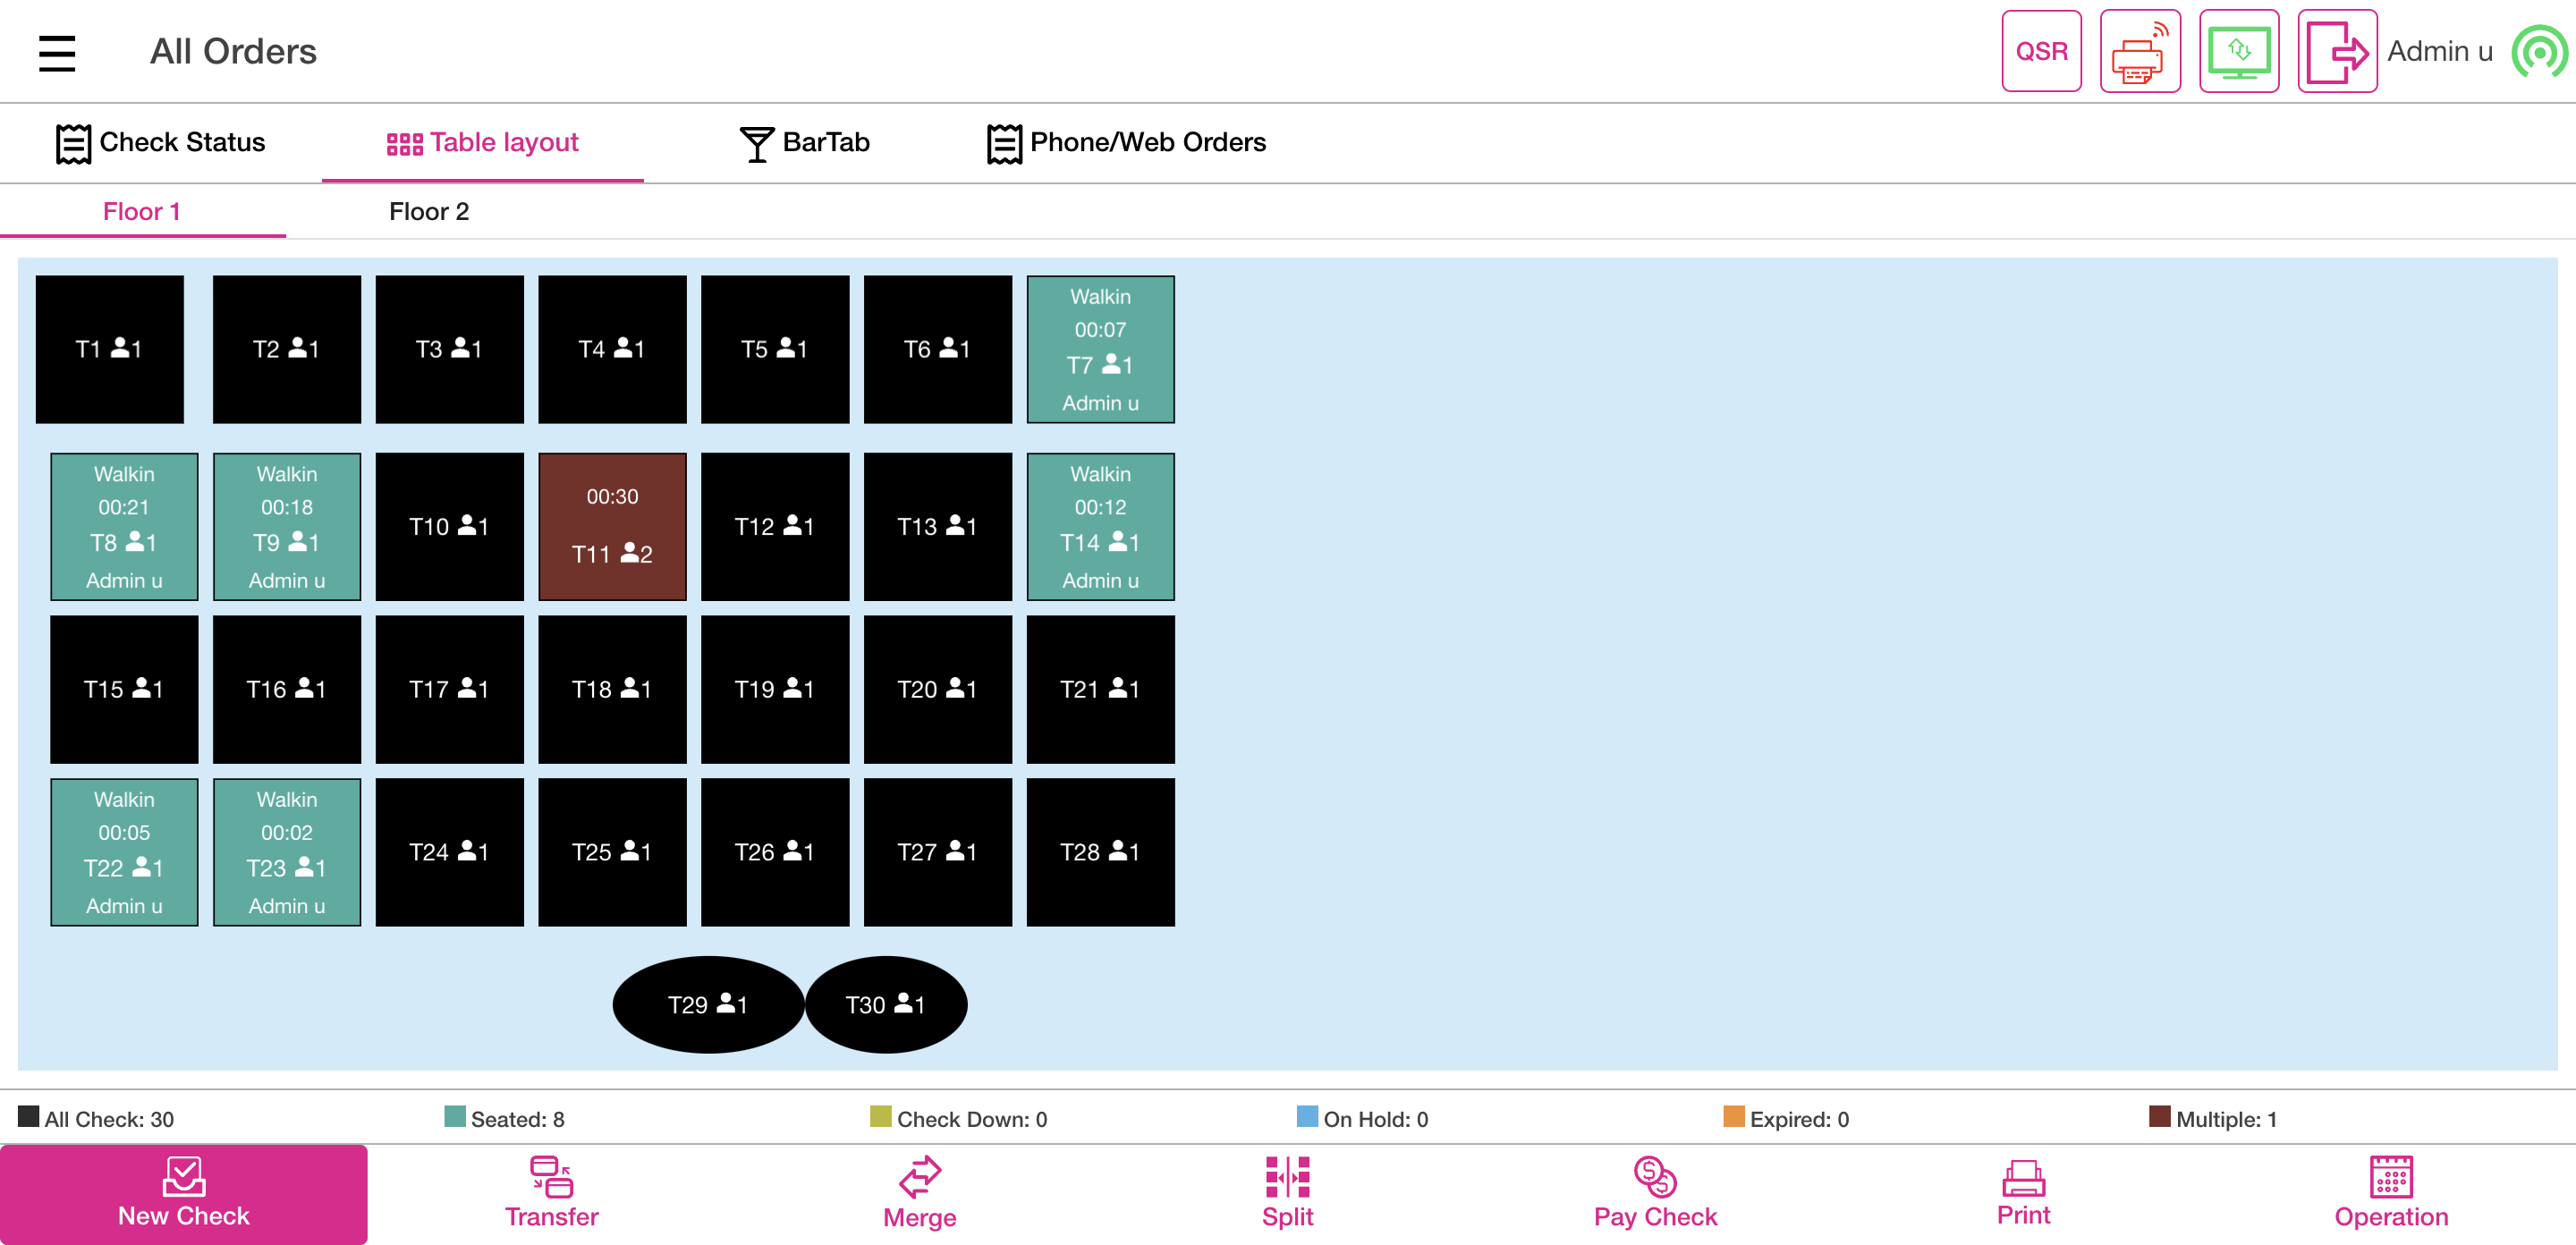 All Orders
QSR
Admin u
Check Status
Table layout
BarTab
Phone/Web Orders
Floor 1
Floor 2
T1 1
T2 1
T3 1
T4 1
T5 1
T6 1
Walkin
00:07
T7 1
Admin u
Walkin
00:21
T8 1
Admin u
Walkin
00:18
T9 1
Admin u
T10 1
00:30
T11 2
T12 1
T13 1
Walkin
00:12
T14 1
Admin u
T15 1
T16 1
T17 1
T18 1
T19 1
T20 1
T21 1
Walkin
00:05
T22 1
Admin u
Walkin
00:02
T23 1
Admin u
T24 1
T25 1
T26 1
T27 1
T28 1
T29 1
T30 1
All Check: 30
Seated: 8
Check Down: 0
On Hold: 0
Expired: 0
Multiple: 1
New Check
Transfer
Merge
Split
Pay Check
Print
Operation